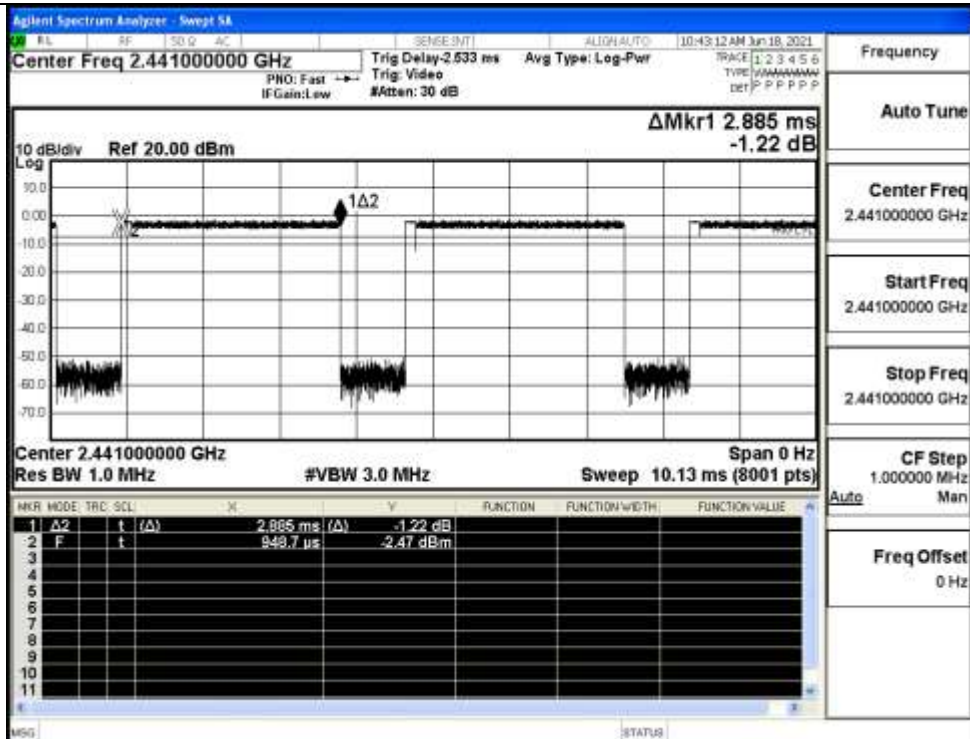 Agilent Spectrum Analyzer - Swept SA
RL RF 50 Ω AC SENSE:INT ALIGN AUTO 10:43:12 AM Jun 18, 2021
Center Freq 2.441000000 GHz
PNO: Fast
IFGain:Low
Trig Delay-2.533 ms
Trig: Video
#Atten: 30 dB
Avg Type: Log-Pwr
TRACE 1 2 3 4 5 6
TYPE
DET P P P P P P
ΔMkr1 2.885 ms
-1.22 dB
10 dB/div Ref 20.00 dBm
Log
10.0
0.00
-10.0
-20.0
-30.0
-40.0
-50.0
-60.0
-70.0
1Δ2
Center 2.441000000 GHz Span 0 Hz
Res BW 1.0 MHz #VBW 3.0 MHz Sweep 10.13 ms (8001 pts)
MKR MODE TRC SCL X Y FUNCTION FUNCTION WIDTH FUNCTION VALUE
1 Δ2 t (Δ) 2.885 ms (Δ) -1.22 dB
2 F t 948.7 µs -2.47 dBm
3
4
5
6
7
8
9
10
11
MSG STATUS
Frequency
Auto Tune
Center Freq
2.441000000 GHz
Start Freq
2.441000000 GHz
Stop Freq
2.441000000 GHz
CF Step
1.000000 MHz
Auto Man
Freq Offset
0 Hz